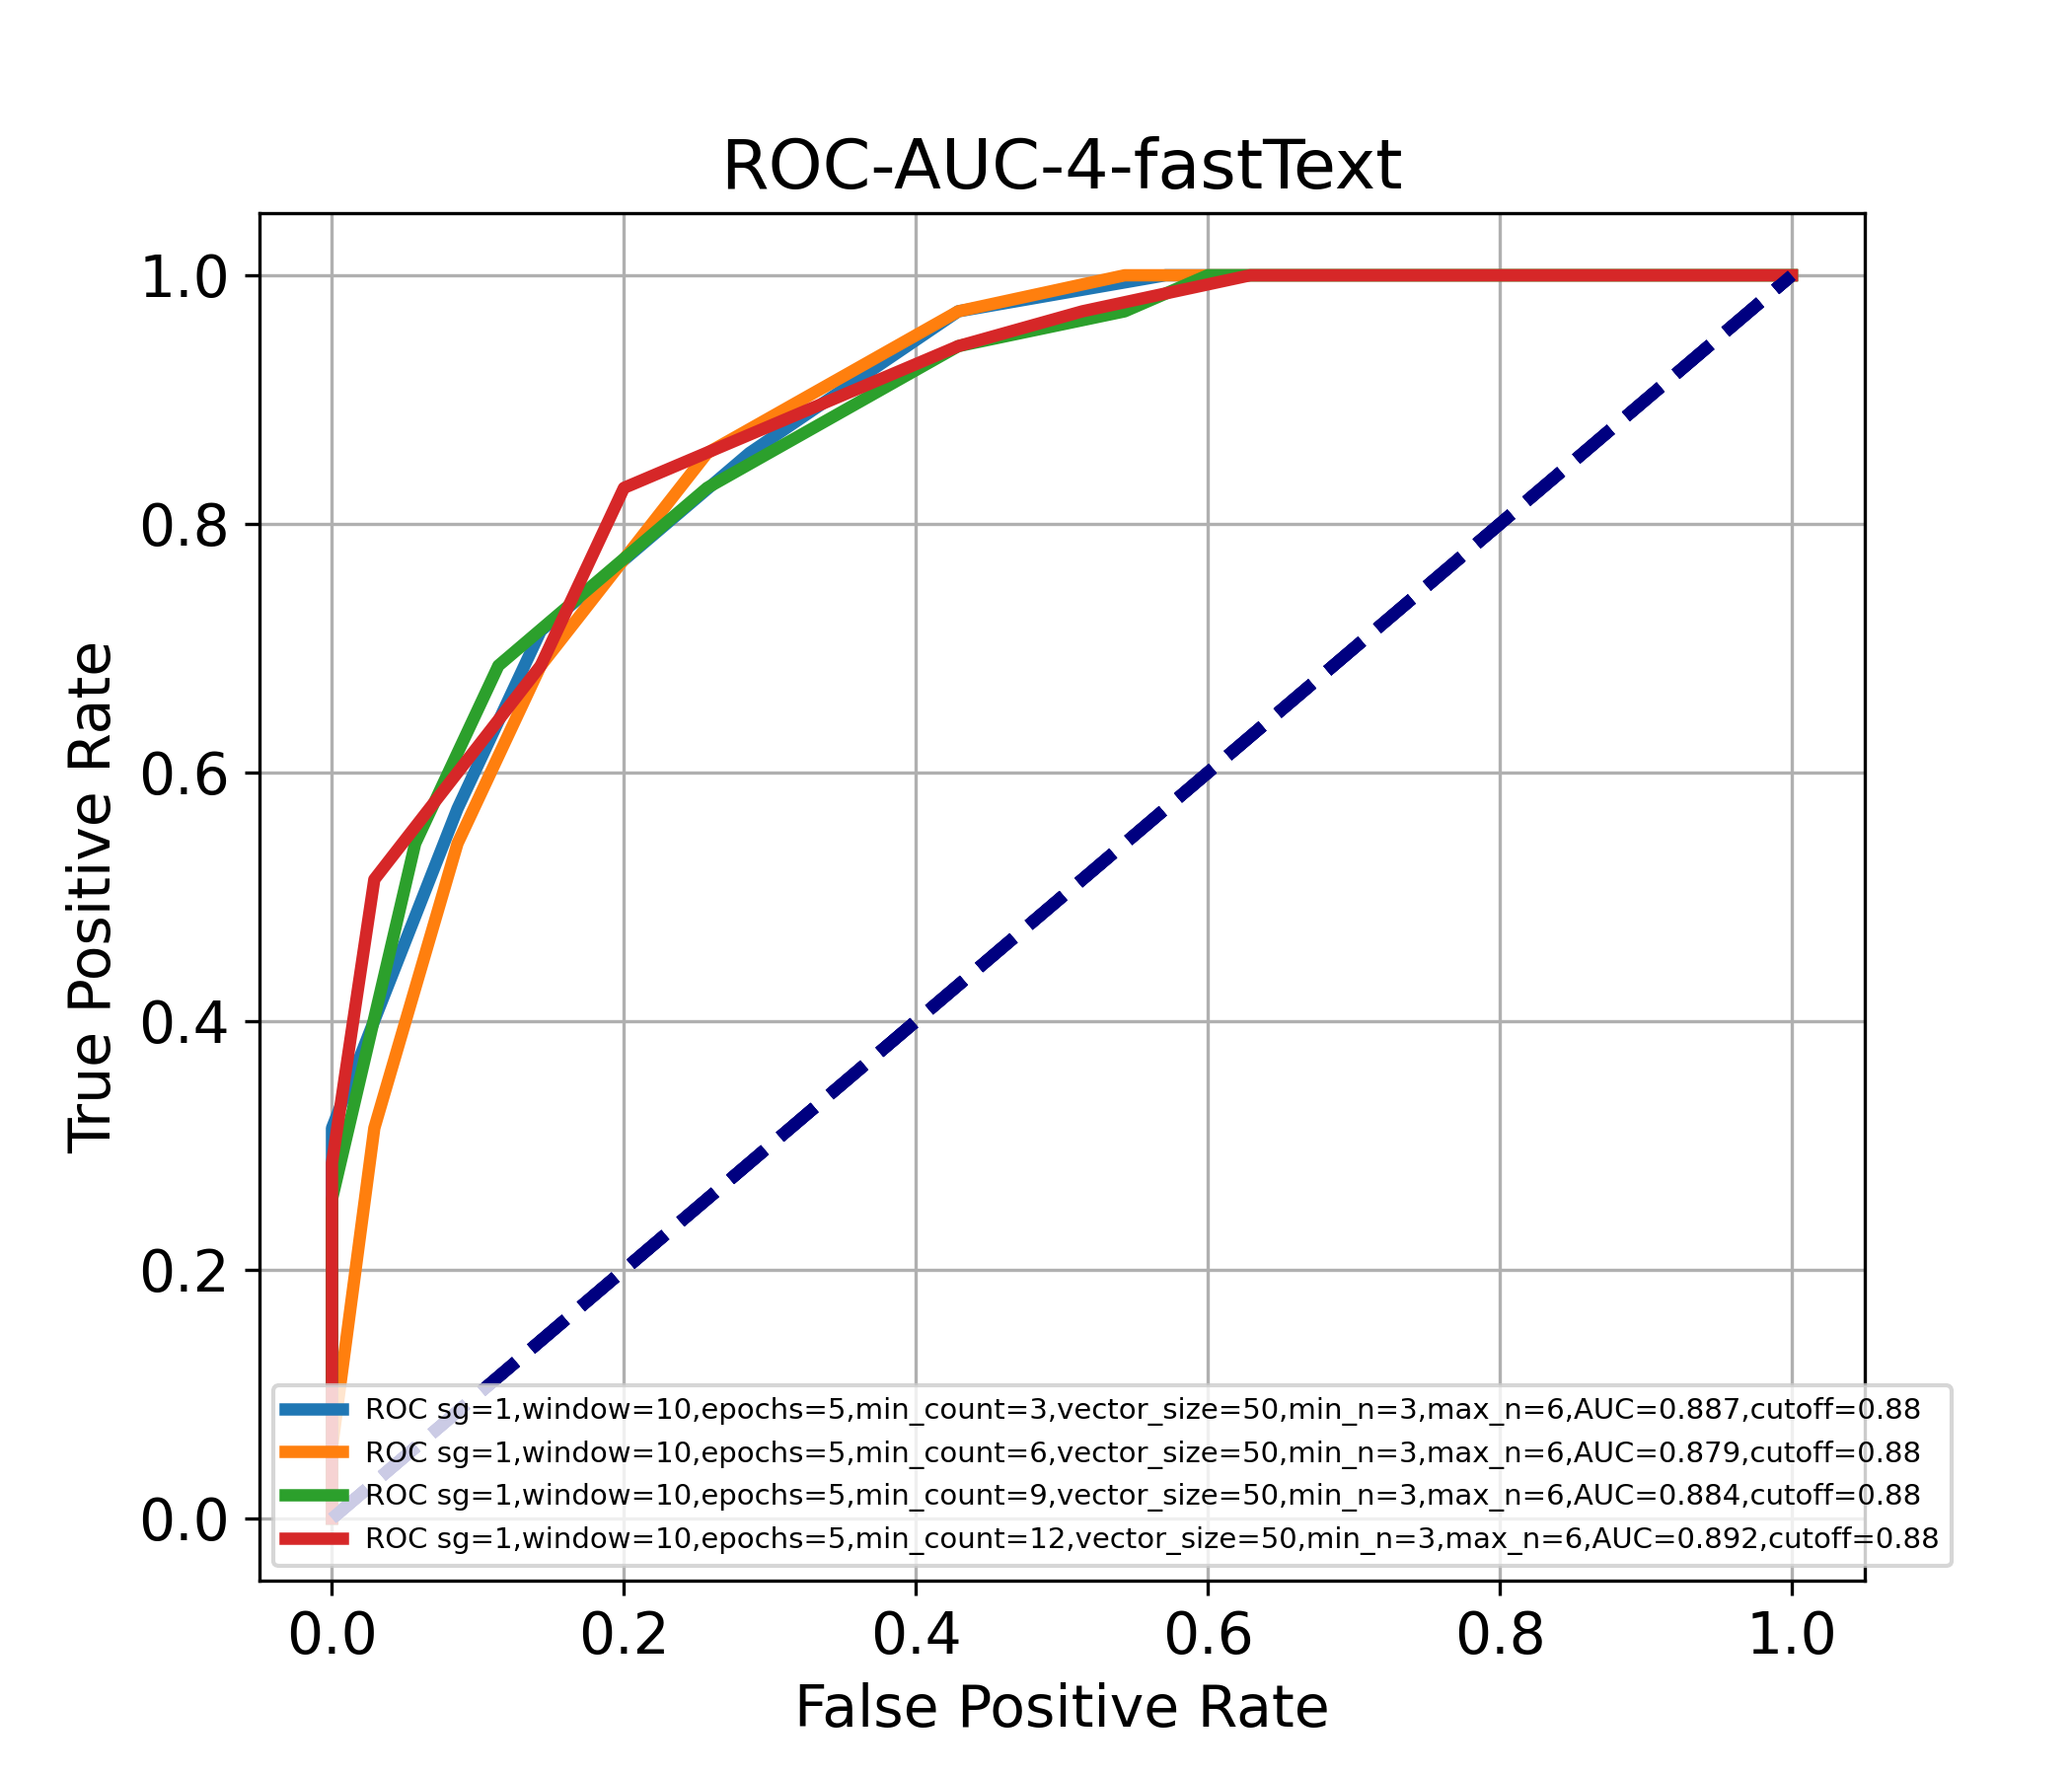 ROC-AUC-4-fastText
True Positive Rate
1.0
0.8
0.6
0.4
0.2
0.0
ROC sg=1,window=10,epochs=5,min_count=3,vector_size=50,min_n=3,max_n=6,AUC=0.887,cutoff=0.88
ROC sg=1,window=10,epochs=5,min_count=6,vector_size=50,min_n=3,max_n=6,AUC=0.879,cutoff=0.88
ROC sg=1,window=10,epochs=5,min_count=9,vector_size=50,min_n=3,max_n=6,AUC=0.884,cutoff=0.88
ROC sg=1,window=10,epochs=5,min_count=12,vector_size=50,min_n=3,max_n=6,AUC=0.892,cutoff=0.88
0.0 0.2 0.4 0.6 0.8 1.0
False Positive Rate